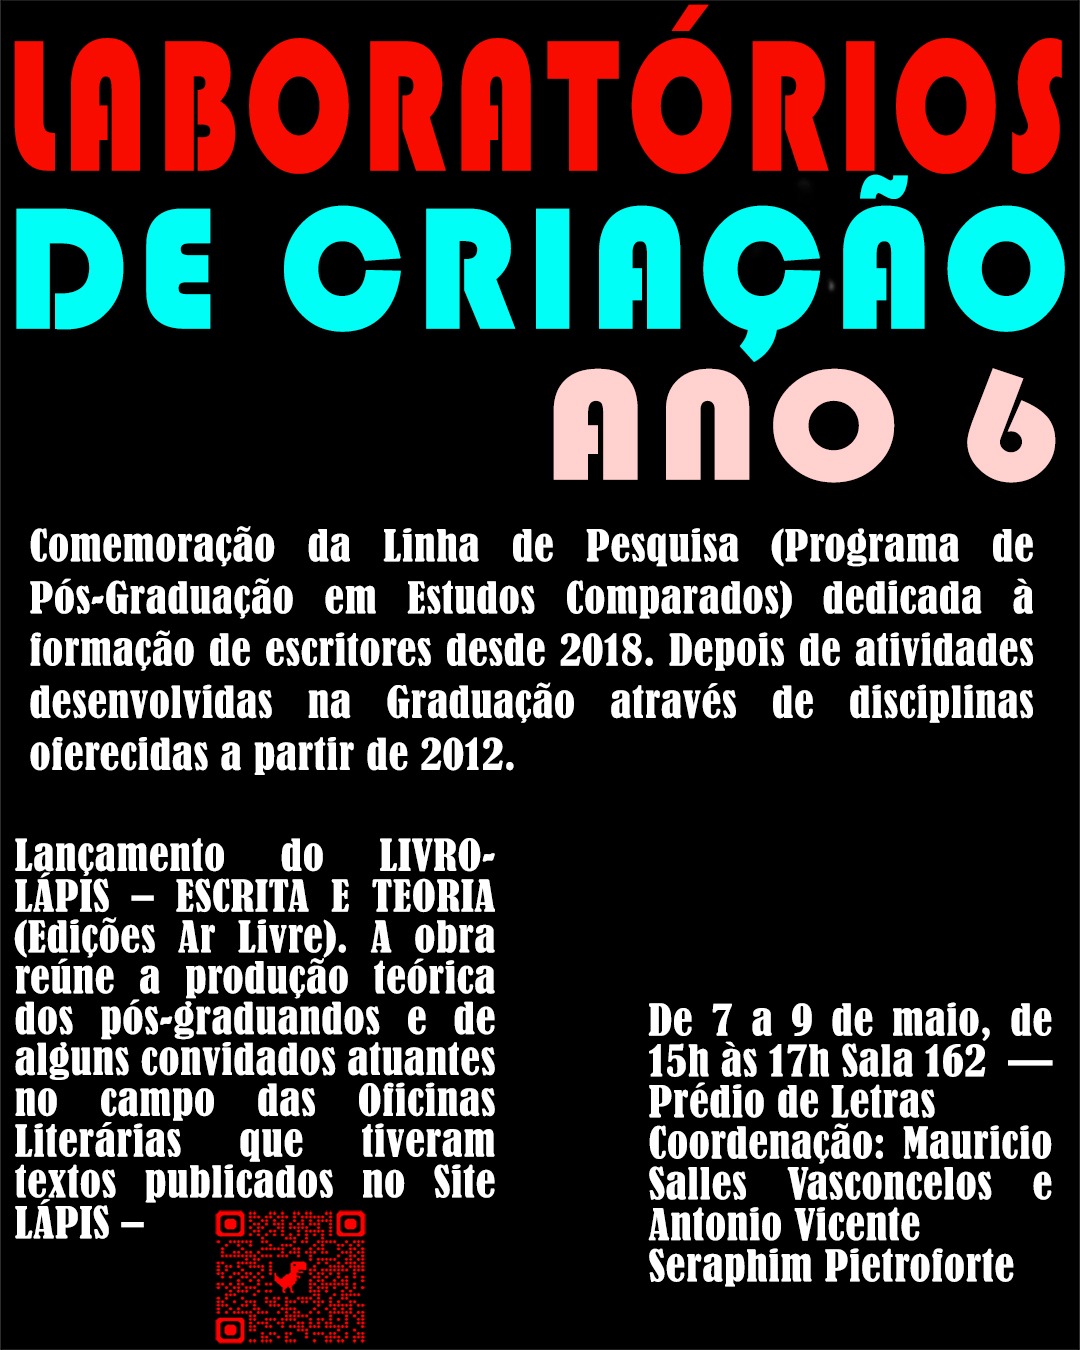 LABORATÓRIOS
DE CRIAÇÃO
ANO 6
Comemoração da Linha de Pesquisa (Programa de
Pós-Graduação em Estudos Comparados) dedicada à
formação de escritores desde 2018. Depois de atividades
desenvolvidas na Graduação através de disciplinas
oferecidas a partir de 2012.
Lançamento do LIVRO-
LÁPIS – ESCRITA E TEORIA
(Edições Ar Livre). A obra
reúne a produção teórica
dos pós-graduandos e de
alguns convidados atuantes
no campo das Oficinas
Literárias que tiveram
textos publicados no Site
LÁPIS –
De 7 a 9 de maio, de
15h às 17h Sala 162 —
Prédio de Letras
Coordenação: Mauricio
Salles Vasconcelos e
Antonio Vicente
Seraphim Pietroforte